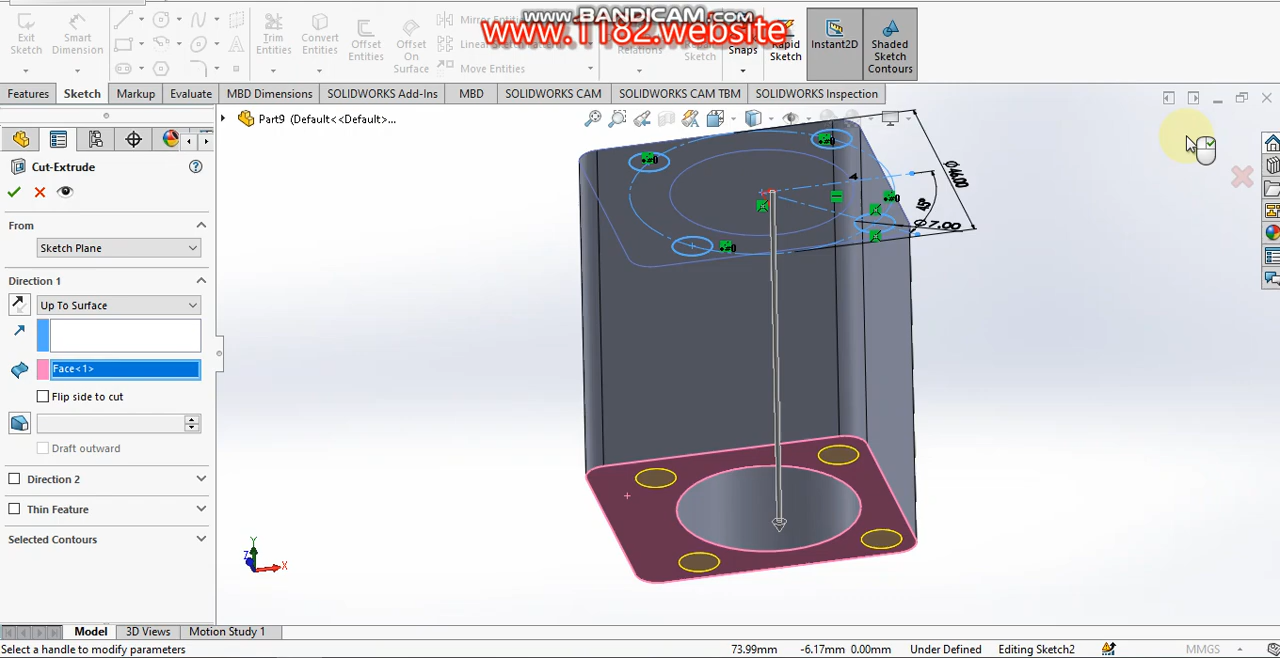 www.BANDICAM.com
www.1182.website
Exit Sketch
Smart Dimension
Trim Entities
Convert Entities
Offset Entities
Offset On Surface
Mirror Entities
Linear Sketch Pattern
Move Entities
Relations
Snaps
Rapid Sketch
Instant2D
Shaded Sketch Contours
Features
Sketch
Markup
Evaluate
MBD Dimensions
SOLIDWORKS Add-Ins
MBD
SOLIDWORKS CAM
SOLIDWORKS CAM TBM
SOLIDWORKS Inspection
Part9 (Default<<Default>...
Cut-Extrude
From
Sketch Plane
Direction 1
Up To Surface
Face<1>
Flip side to cut
Draft outward
Direction 2
Thin Feature
Selected Contours
Ø7.00
Y
Z
X
Model
3D Views
Motion Study 1
Select a handle to modify parameters
73.99mm
-6.17mm
0.00mm
Under Defined
Editing Sketch2
MMGS